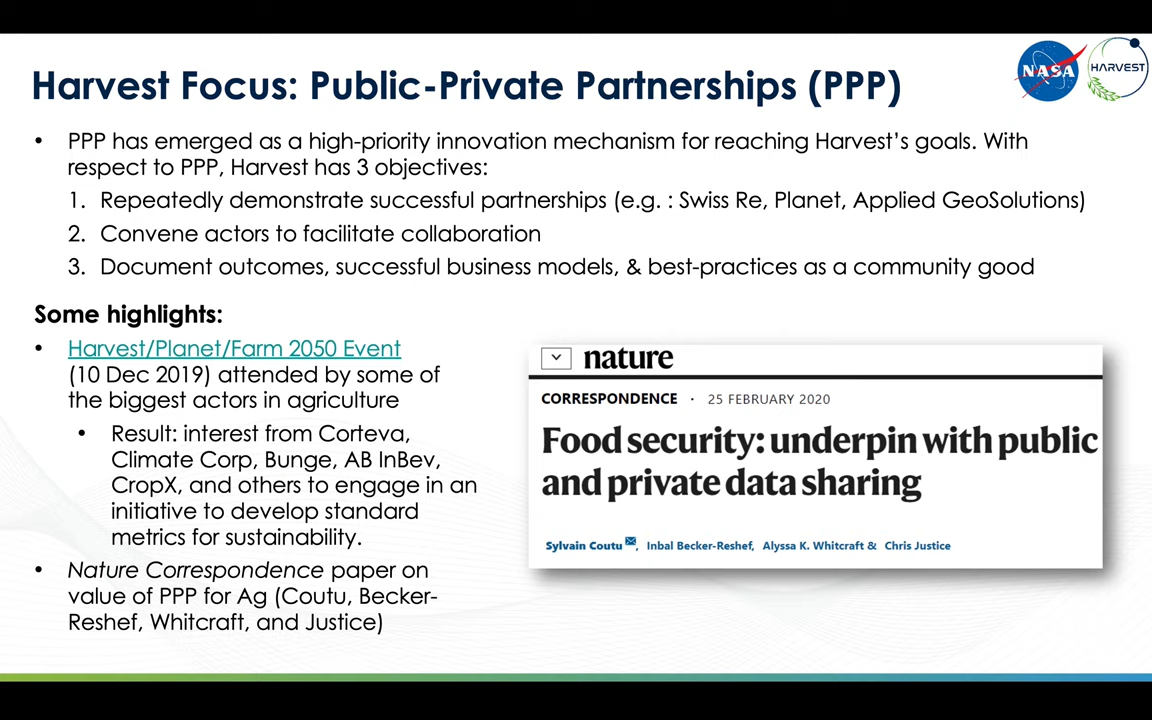 Harvest Focus: Public-Private Partnerships (PPP)
NASA
HARVEST
• PPP has emerged as a high-priority innovation mechanism for reaching Harvest’s goals. With
respect to PPP, Harvest has 3 objectives:
1. Repeatedly demonstrate successful partnerships (e.g. : Swiss Re, Planet, Applied GeoSolutions)
2. Convene actors to facilitate collaboration
3. Document outcomes, successful business models, & best-practices as a community good
Some highlights:
• Harvest/Planet/Farm 2050 Event
(10 Dec 2019) attended by some of
the biggest actors in agriculture
• Result: interest from Corteva,
Climate Corp, Bunge, AB InBev,
CropX, and others to engage in an
initiative to develop standard
metrics for sustainability.
• Nature Correspondence paper on
value of PPP for Ag (Coutu, Becker-
Reshef, Whitcraft, and Justice)
nature
CORRESPONDENCE · 25 FEBRUARY 2020
Food security: underpin with public
and private data sharing
Sylvain Coutu, Inbal Becker-Reshef, Alyssa K. Whitcraft & Chris Justice